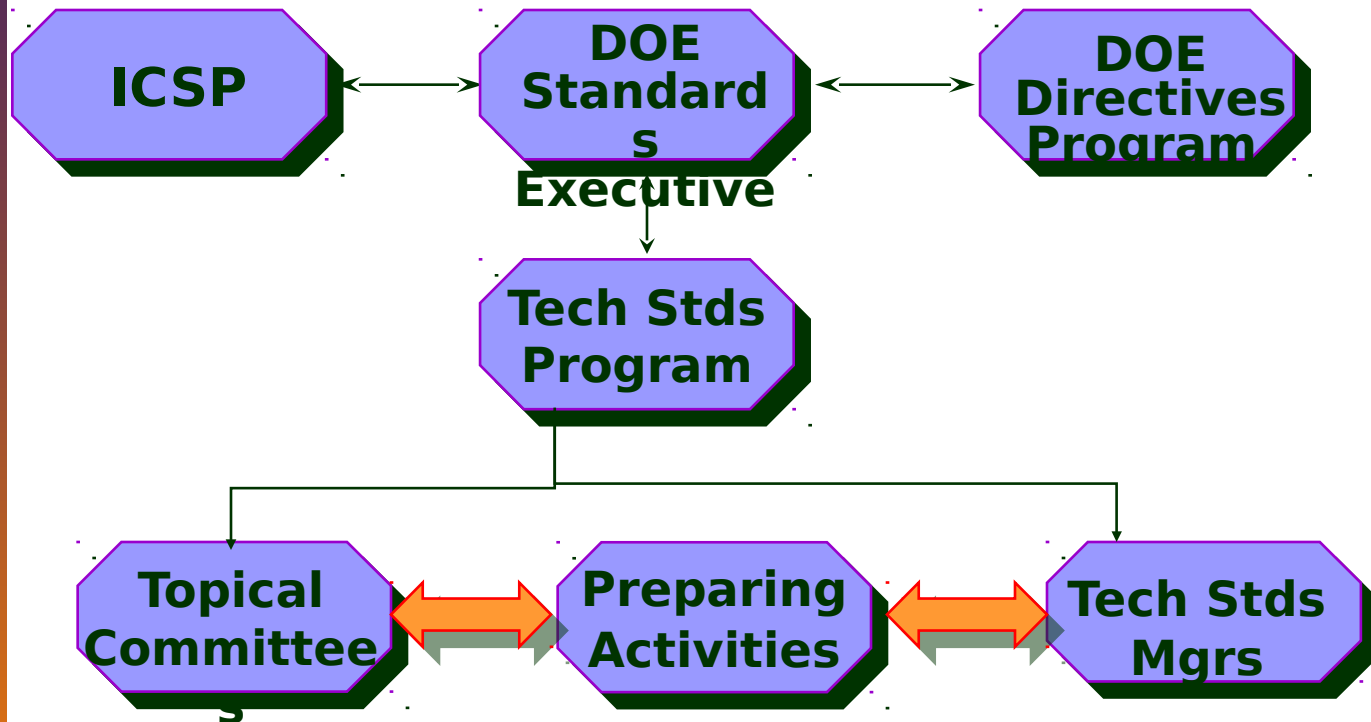 ICSP
DOE
Standard
s
Executive
DOE
Directives
Program
Tech Stds
Program
Topical
Committee
s
Preparing
Activities
Tech Stds
Mgrs